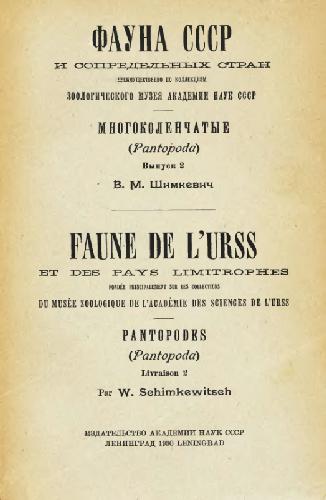 ФАУНА СССР
И СОПРЕДЕЛЬНЫХ СТРАН
ПРЕИМУЩЕСТВЕННО ПО КОЛЛЕКЦИЯМ
ЗООЛОГИЧЕСКОГО МУЗЕЯ АКАДЕМИИ НАУК СССР
МНОГОКОЛЕНЧАТЫЕ
(Pantopoda)
Выпуск 2
В. М. Шимкевич
FAUNE DE L'URSS
ET DES PAYS LIMITROPHES
FONDÉE PRINCIPALEMENT SUR LES COLLECTIONS
DU MUSÉE ZOOLOGIQUE DE L'ACADÉMIE DES SCIENCES DE L'URSS
PANTOPODES
(Pantopoda)
Livraison 2
Par W. Schimkewitsch
ИЗДАТЕЛЬСТВО АКАДЕМИИ НАУК СССР
ЛЕНИНГРАД 1930 LENINGRAD